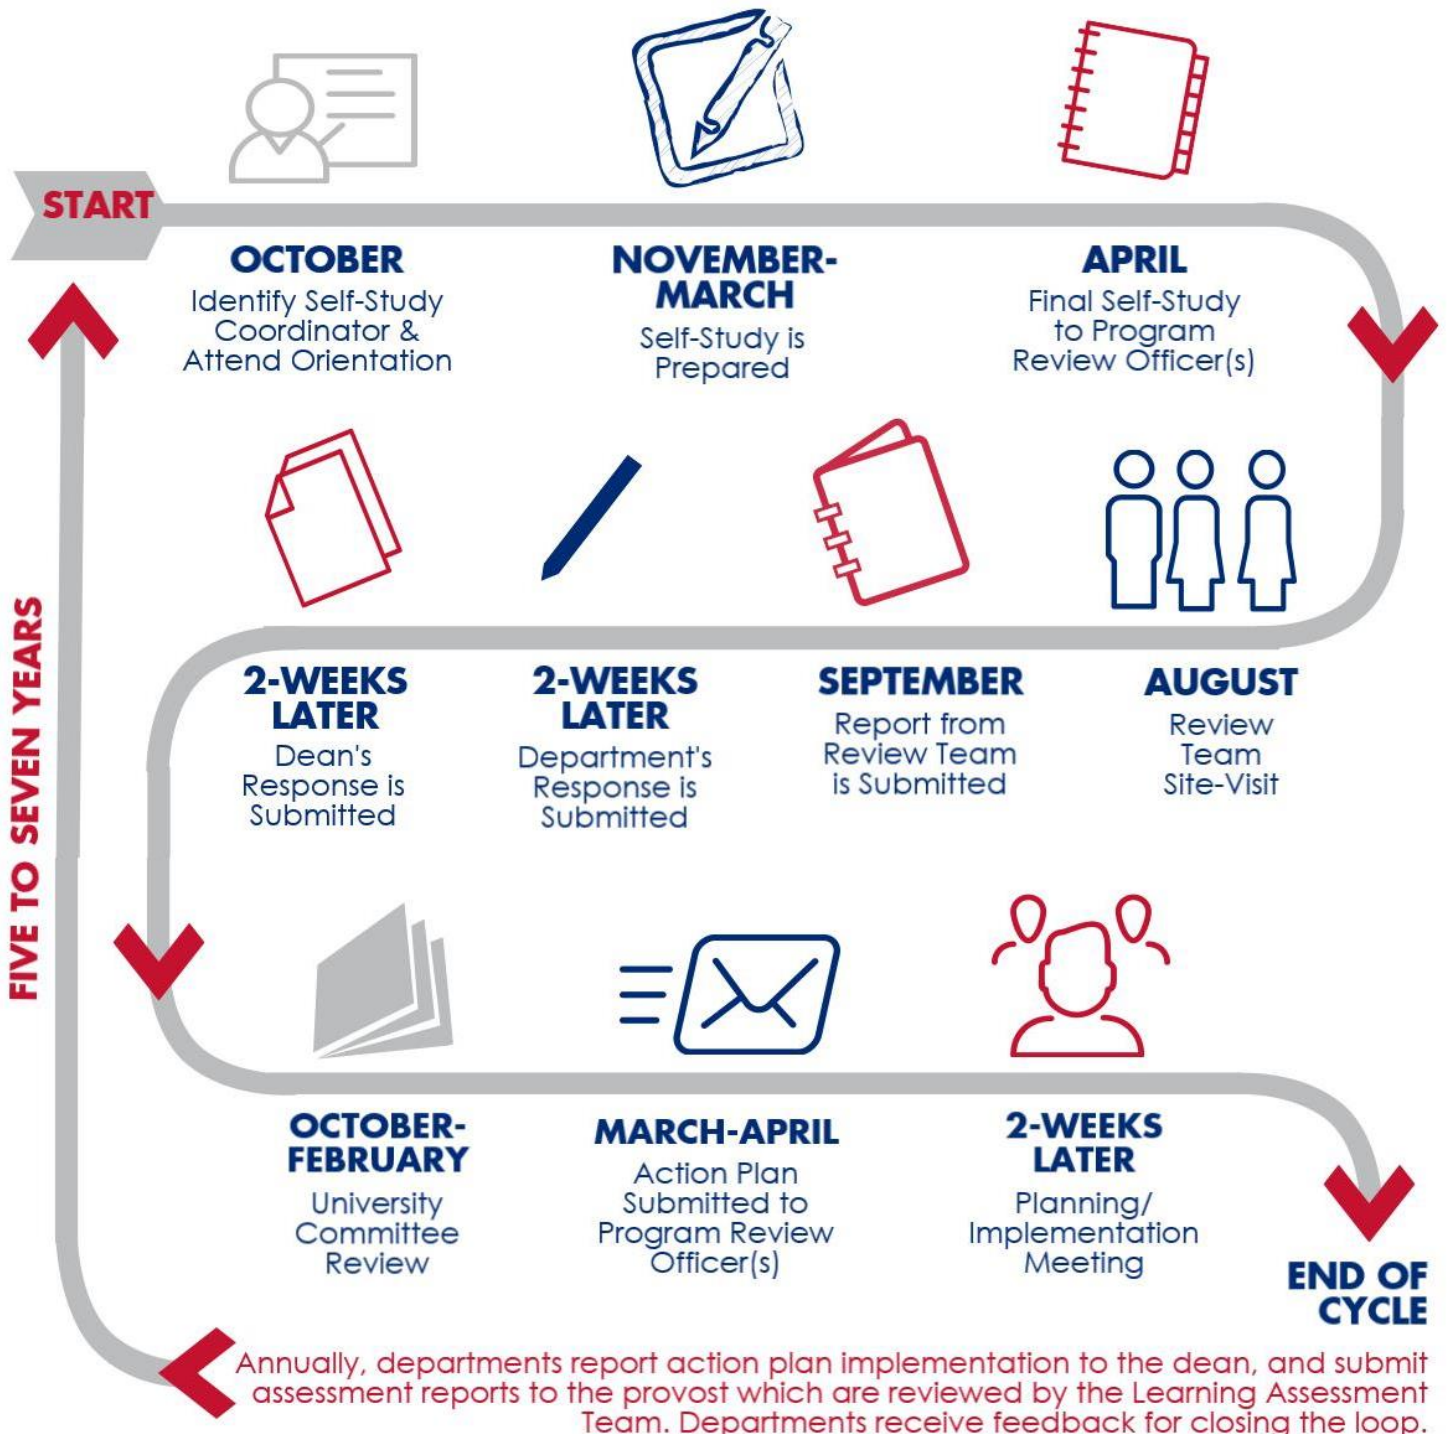 START
OCTOBER
Identify Self-Study
Coordinator &
Attend Orientation
NOVEMBER-
MARCH
Self-Study is
Prepared
APRIL
Final Self-Study
to Program
Review Officer(s)
AUGUST
Review
Team
Site-Visit
SEPTEMBER
Report from
Review Team
is Submitted
2-WEEKS
LATER
Department's
Response is
Submitted
2-WEEKS
LATER
Dean's
Response is
Submitted
OCTOBER-
FEBRUARY
University
Committee
Review
MARCH-APRIL
Action Plan
Submitted to
Program Review
Officer(s)
2-WEEKS
LATER
Planning/
Implementation
Meeting
END OF
CYCLE
Annually, departments report action plan implementation to the dean, and submit
assessment reports to the provost which are reviewed by the Learning Assessment
Team. Departments receive feedback for closing the loop.
FIVE TO SEVEN YEARS